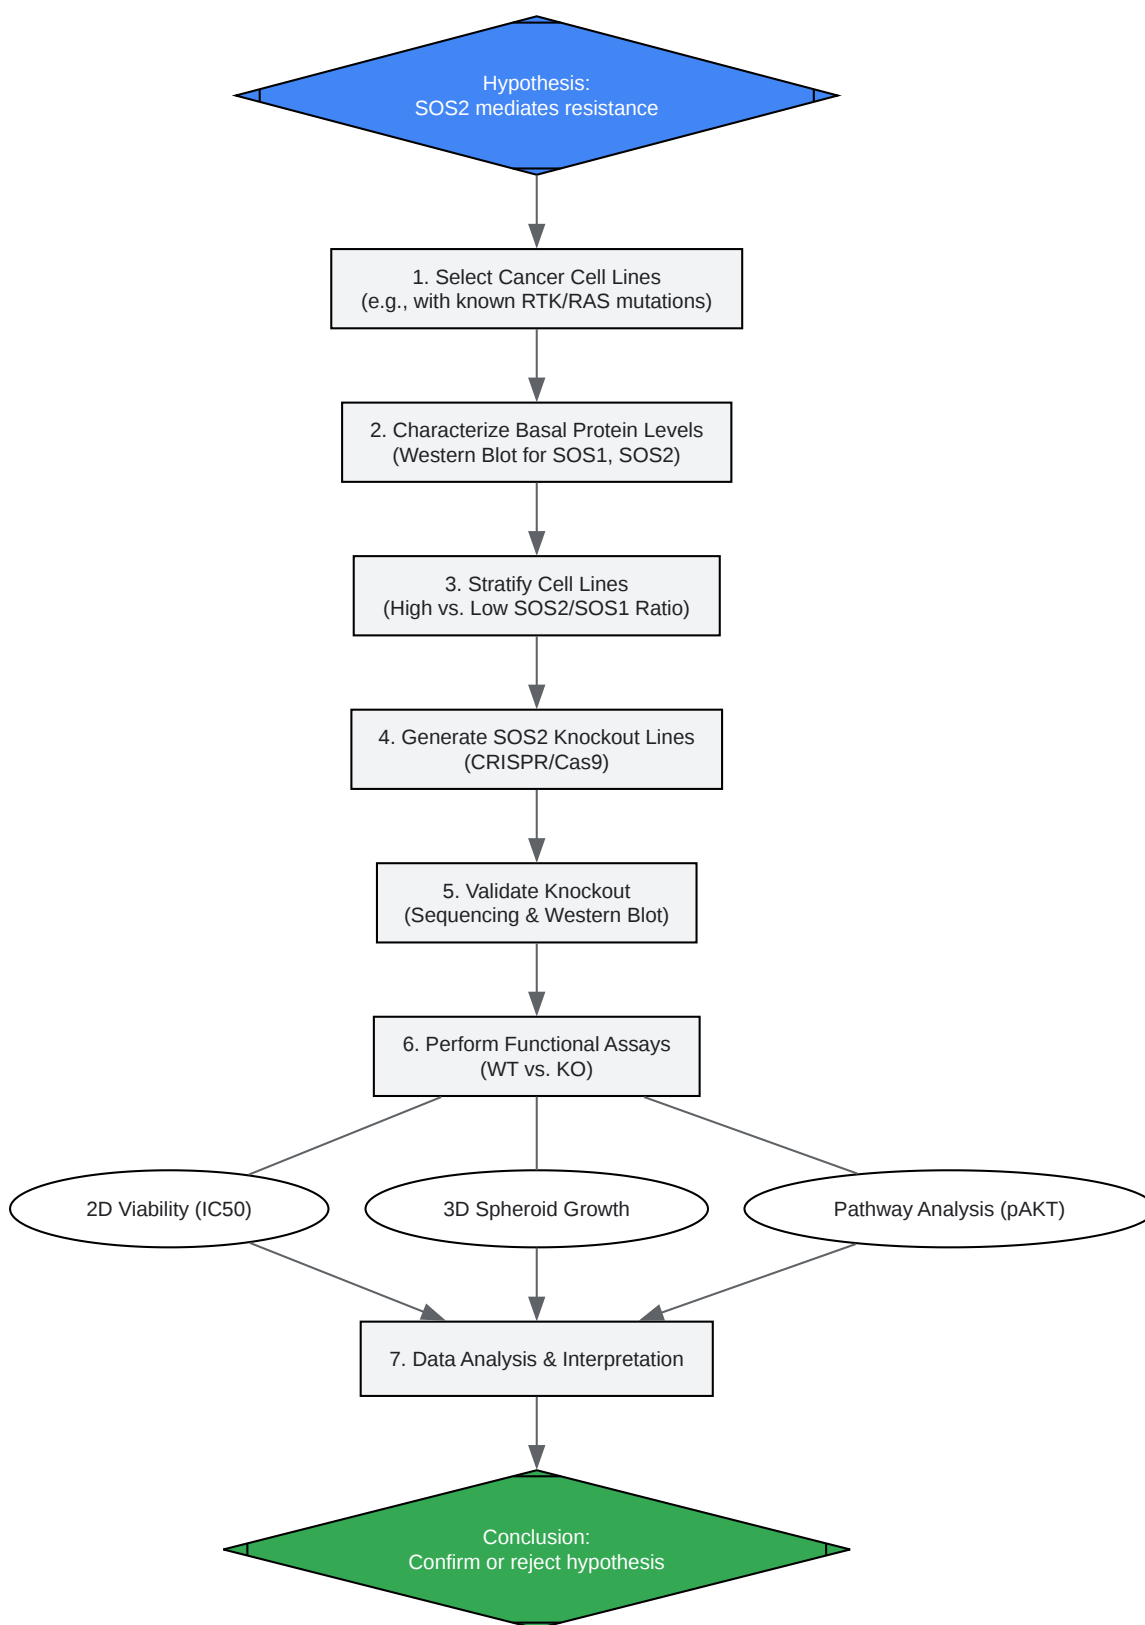 Hypothesis:
SOS2 mediates resistance
1. Select Cancer Cell Lines
(e.g., with known RTK/RAS mutations)
2. Characterize Basal Protein Levels
(Western Blot for SOS1, SOS2)
3. Stratify Cell Lines
(High vs. Low SOS2/SOS1 Ratio)
4. Generate SOS2 Knockout Lines
(CRISPR/Cas9)
5. Validate Knockout
(Sequencing & Western Blot)
6. Perform Functional Assays
(WT vs. KO)
2D Viability (IC50)
3D Spheroid Growth
Pathway Analysis (pAKT)
7. Data Analysis & Interpretation
Conclusion:
Confirm or reject hypothesis